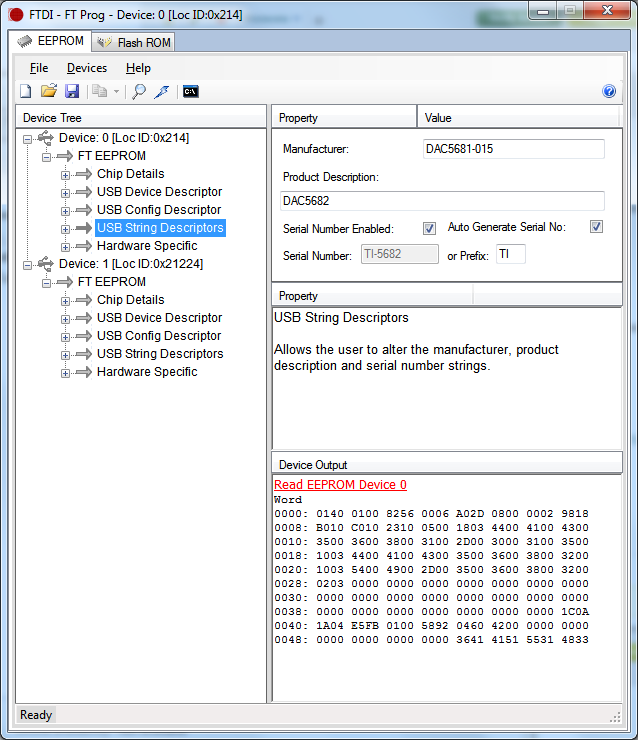 FTDI - FT Prog - Device: 0 [Loc ID:0x214]
EEPROM
Flash ROM
File Devices Help
C:\
?
Device Tree
Device: 0 [Loc ID:0x214]
FT EEPROM
Chip Details
USB Device Descriptor
USB Config Descriptor
USB String Descriptors
Hardware Specific
Device: 1 [Loc ID:0x21224]
FT EEPROM
Chip Details
USB Device Descriptor
USB Config Descriptor
USB String Descriptors
Hardware Specific
Property Value
Manufacturer: DAC5681-015
Product Description:
DAC5682
Serial Number Enabled: Auto Generate Serial No:
Serial Number: TI-5682 or Prefix: TI
Property
USB String Descriptors
Allows the user to alter the manufacturer, product
description and serial number strings.
Device Output
Read EEPROM Device 0
Word
0000: 0140 0100 8256 0006 A02D 0800 0002 9818
0008: B010 C010 2310 0500 1803 4400 4100 4300
0010: 3500 3600 3800 3100 2D00 3000 3100 3500
0018: 1003 4400 4100 4300 3500 3600 3800 3200
0020: 1003 5400 4900 2D00 3500 3600 3800 3200
0028: 0203 0000 0000 0000 0000 0000 0000 0000
0030: 0000 0000 0000 0000 0000 0000 0000 0000
0038: 0000 0000 0000 0000 0000 0000 0000 1C0A
0040: 1A04 E5FB 0100 5892 0460 4200 0000 0000
0048: 0000 0000 0000 0000 3641 4151 5531 4833
Ready